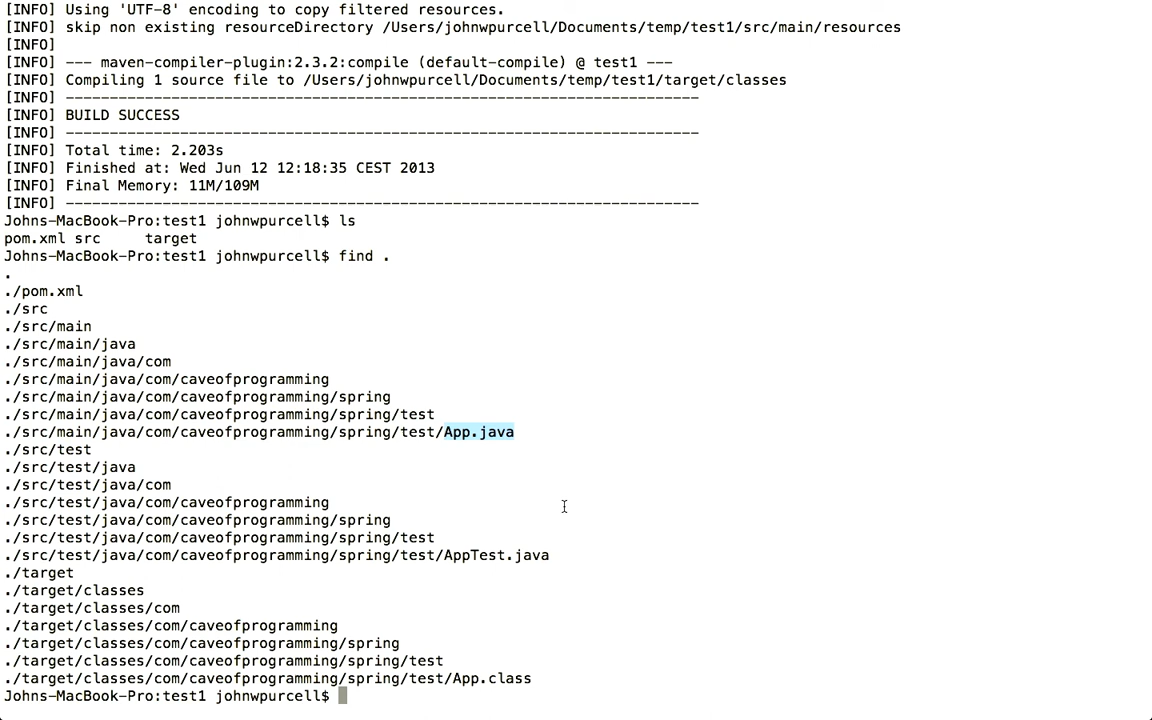 [INFO] Using 'UTF-8' encoding to copy filtered resources.
[INFO] skip non existing resourceDirectory /Users/johnwpurcell/Documents/temp/test1/src/main/resources
[INFO]
[INFO] --- maven-compiler-plugin:2.3.2:compile (default-compile) @ test1 ---
[INFO] Compiling 1 source file to /Users/johnwpurcell/Documents/temp/test1/target/classes
[INFO] ------------------------------------------------------------------------
[INFO] BUILD SUCCESS
[INFO] ------------------------------------------------------------------------
[INFO] Total time: 2.203s
[INFO] Finished at: Wed Jun 12 12:18:35 CEST 2013
[INFO] Final Memory: 11M/109M
[INFO] ------------------------------------------------------------------------
Johns-MacBook-Pro:test1 johnwpurcell$ ls
pom.xml src     target
Johns-MacBook-Pro:test1 johnwpurcell$ find .
.
./pom.xml
./src
./src/main
./src/main/java
./src/main/java/com
./src/main/java/com/caveofprogramming
./src/main/java/com/caveofprogramming/spring
./src/main/java/com/caveofprogramming/spring/test
./src/main/java/com/caveofprogramming/spring/test/App.java
./src/test
./src/test/java
./src/test/java/com
./src/test/java/com/caveofprogramming
./src/test/java/com/caveofprogramming/spring
./src/test/java/com/caveofprogramming/spring/test
./src/test/java/com/caveofprogramming/spring/test/AppTest.java
./target
./target/classes
./target/classes/com
./target/classes/com/caveofprogramming
./target/classes/com/caveofprogramming/spring
./target/classes/com/caveofprogramming/spring/test
./target/classes/com/caveofprogramming/spring/test/App.class
Johns-MacBook-Pro:test1 johnwpurcell$